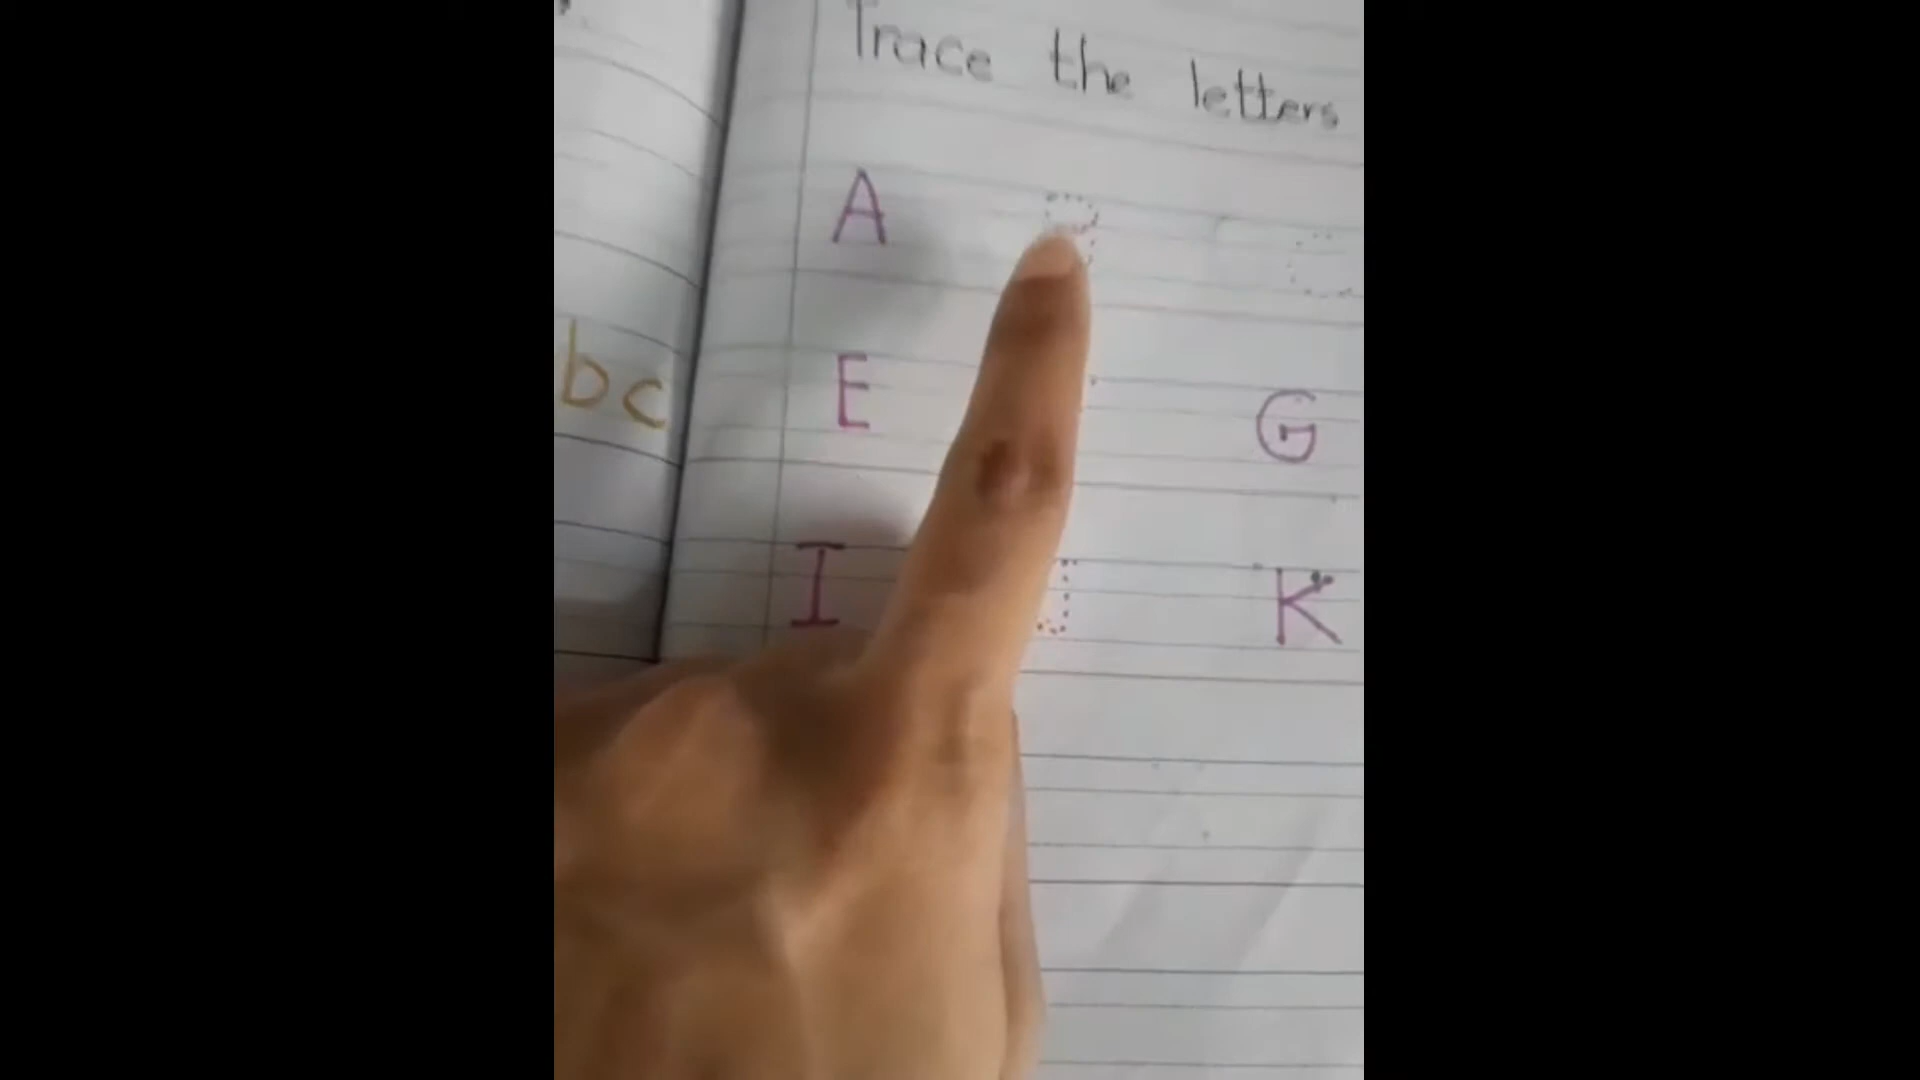 Trace the letters
A B C
bc
E G
I J K